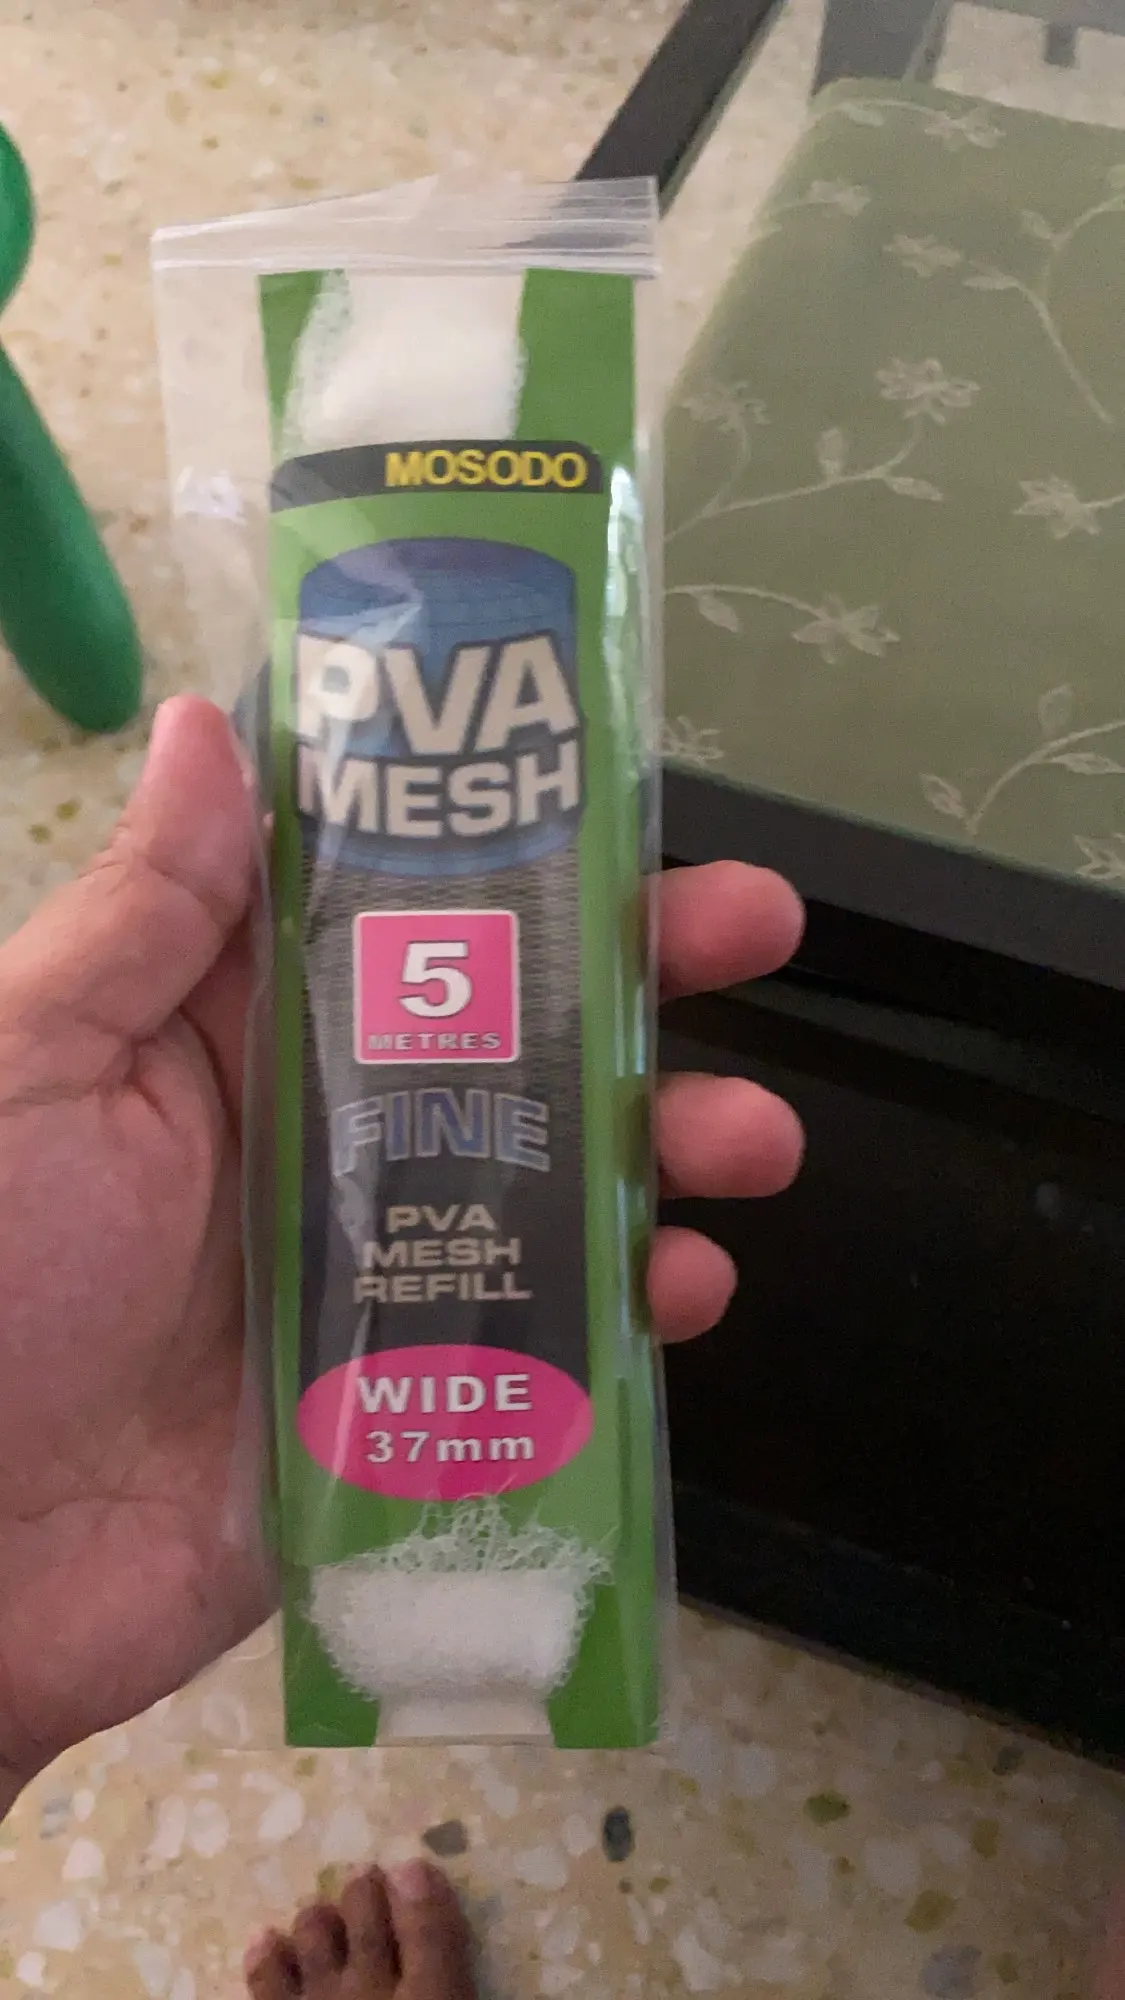 MOSODO
PVA
MESH
5
METRES
FINE
PVA
MESH
REFILL
WIDE
37mm